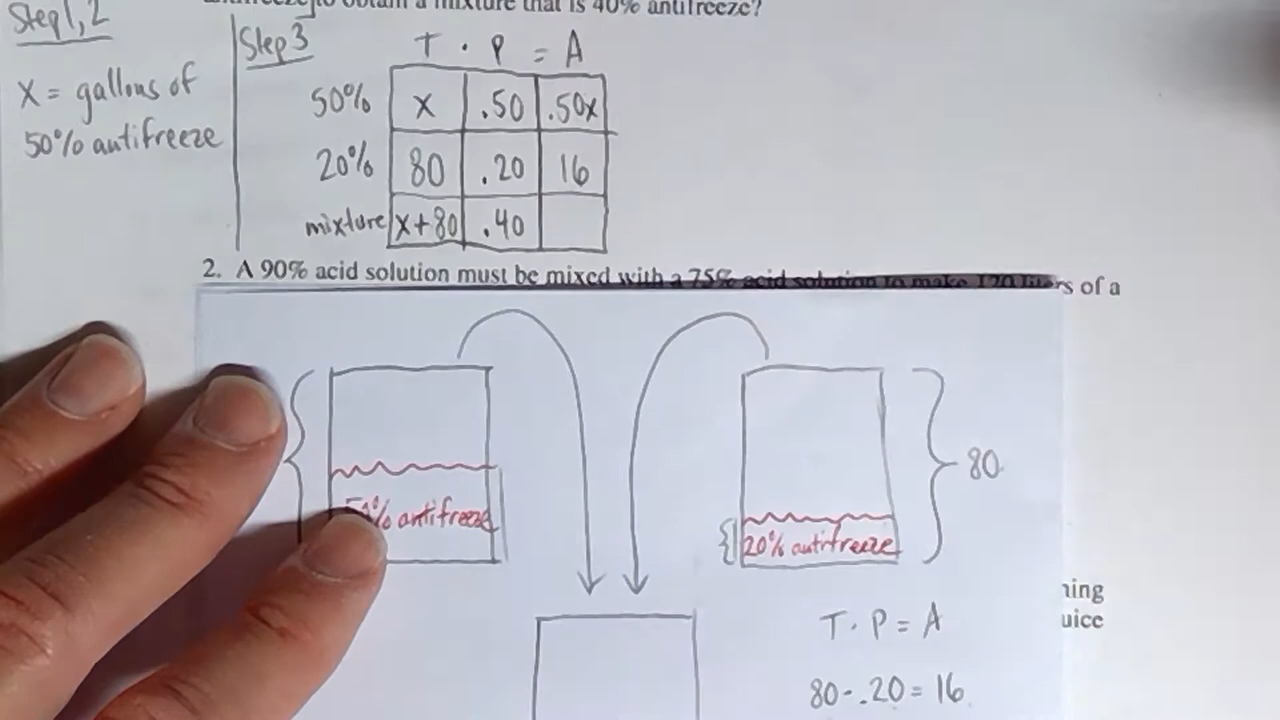 to obtain a mixture that is 40% antifreeze?
Step 1, 2
X = gallons of
50% antifreeze
Step 3
T · P = A
50% x .50 .50x
20% 80 .20 16
mixture x+80 .40
2. A 90% acid solution must be mixed with a 75% acid solution to make 120 liters of a
50% antifreeze
20% antifreeze
80
T · P = A
80 · .20 = 16
uice